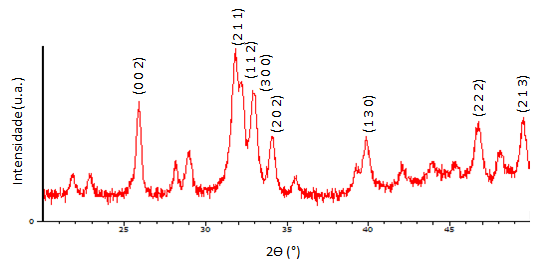 (0 0 2)
(2 1 1)
(1 1 2)
(3 0 0)
(2 0 2)
(1 3 0)
(2 2 2)
(2 1 3)
Intensidade (u.a.)
0
25
30
35
40
45
2Θ (°)